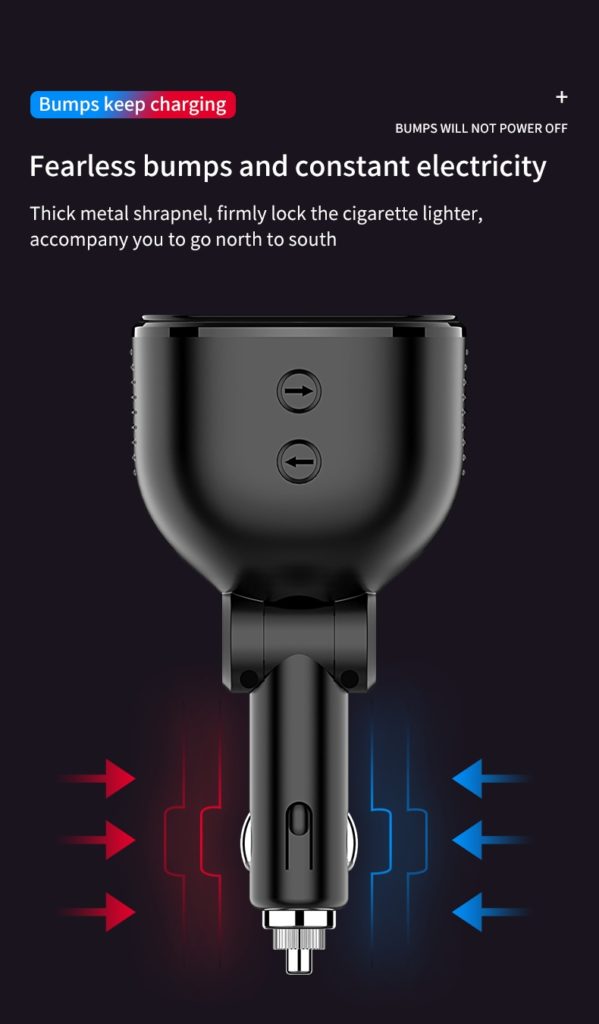 Bumps keep charging
+
BUMPS WILL NOT POWER OFF
Fearless bumps and constant electricity
Thick metal shrapnel, firmly lock the cigarette lighter,
accompany you to go north to south